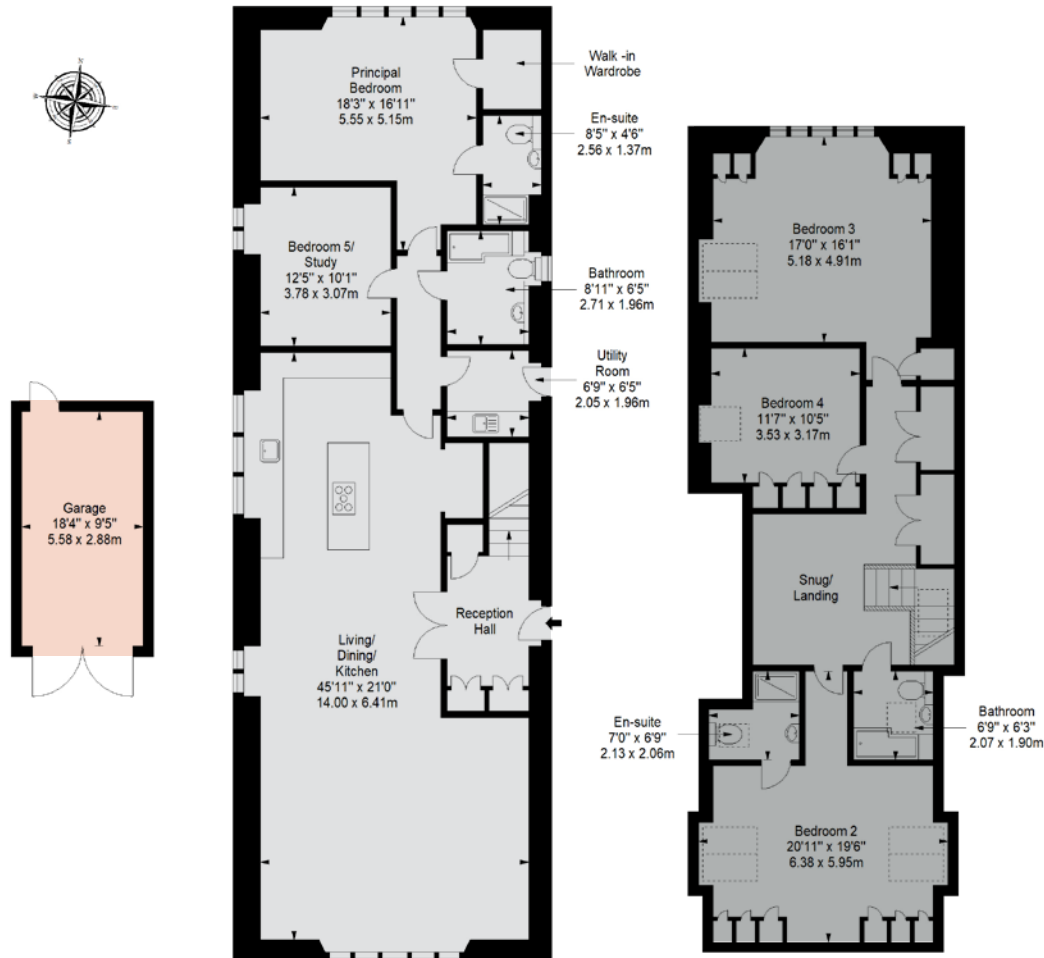 Principal
Bedroom
18'3" x 16'11"
5.55 x 5.15m
Walk -in
Wardrobe
En-suite
8'5" x 4'6"
2.56 x 1.37m
Bedroom 5/
Study
12'5" x 10'1"
3.78 x 3.07m
Bathroom
8'11" x 6'5"
2.71 x 1.96m
Utility
Room
6'9" x 6'5"
2.05 x 1.96m
Garage
18'4" x 9'5"
5.58 x 2.88m
Reception
Hall
Living/
Dining/
Kitchen
45'11" x 21'0"
14.00 x 6.41m
Bedroom 3
17'0" x 16'1"
5.18 x 4.91m
Bedroom 4
11'7" x 10'5"
3.53 x 3.17m
Snug/
Landing
En-suite
7'0" x 6'9"
2.13 x 2.06m
Bathroom
6'9" x 6'3"
2.07 x 1.90m
Bedroom 2
20'11" x 19'6"
6.38 x 5.95m